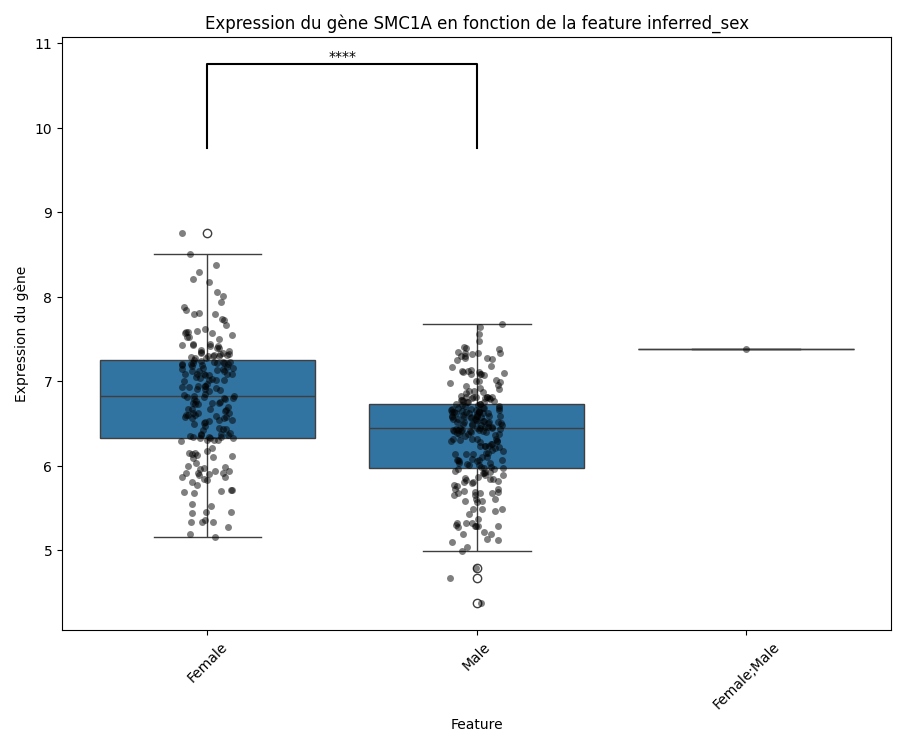 Expression du gène SMC1A en fonction de la feature inferred_sex
11
****
10
9
8
7
6
5
Expression du gène
Female
Male
Female;Male
Feature